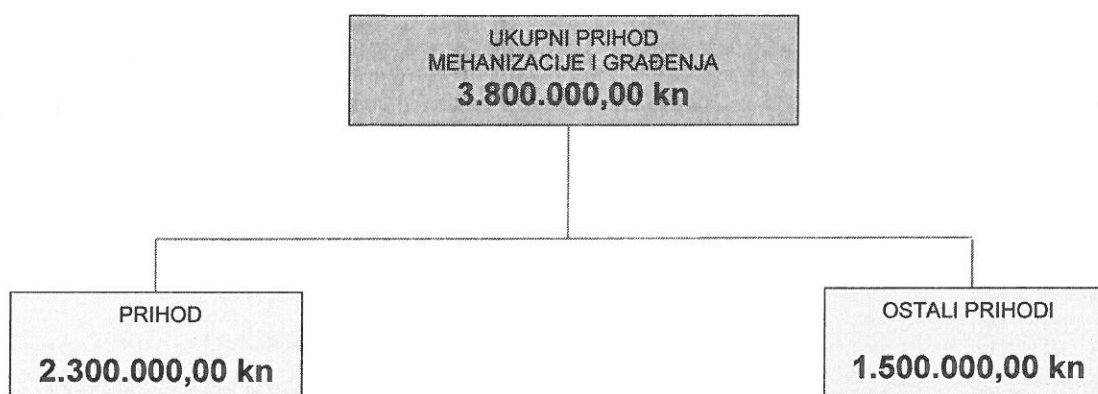 UKUPNI PRIHOD
MEHANIZACIJE I GRAĐENJA
3.800.000,00 kn
PRIHOD
2.300.000,00 kn
OSTALI PRIHODI
1.500.000,00 kn